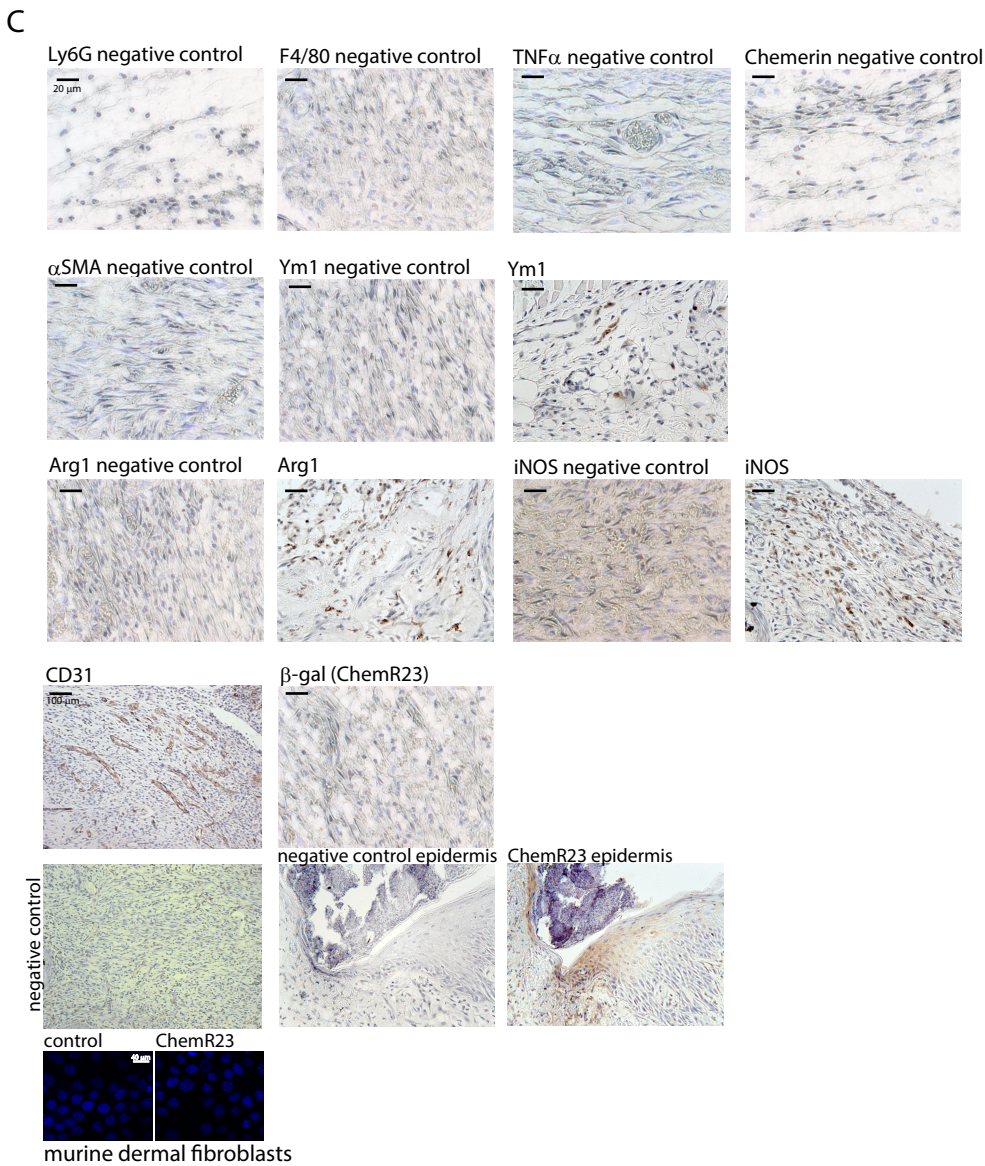 C
Ly6G negative control
F4/80 negative control
TNFα negative control
Chemerin negative control
20 μm
αSMA negative control
Ym1 negative control
Ym1
Arg1 negative control
Arg1
iNOS negative control
iNOS
CD31
β-gal (ChemR23)
100 μm
negative control
negative control epidermis
ChemR23 epidermis
control
ChemR23
40 μm
murine dermal fibroblasts